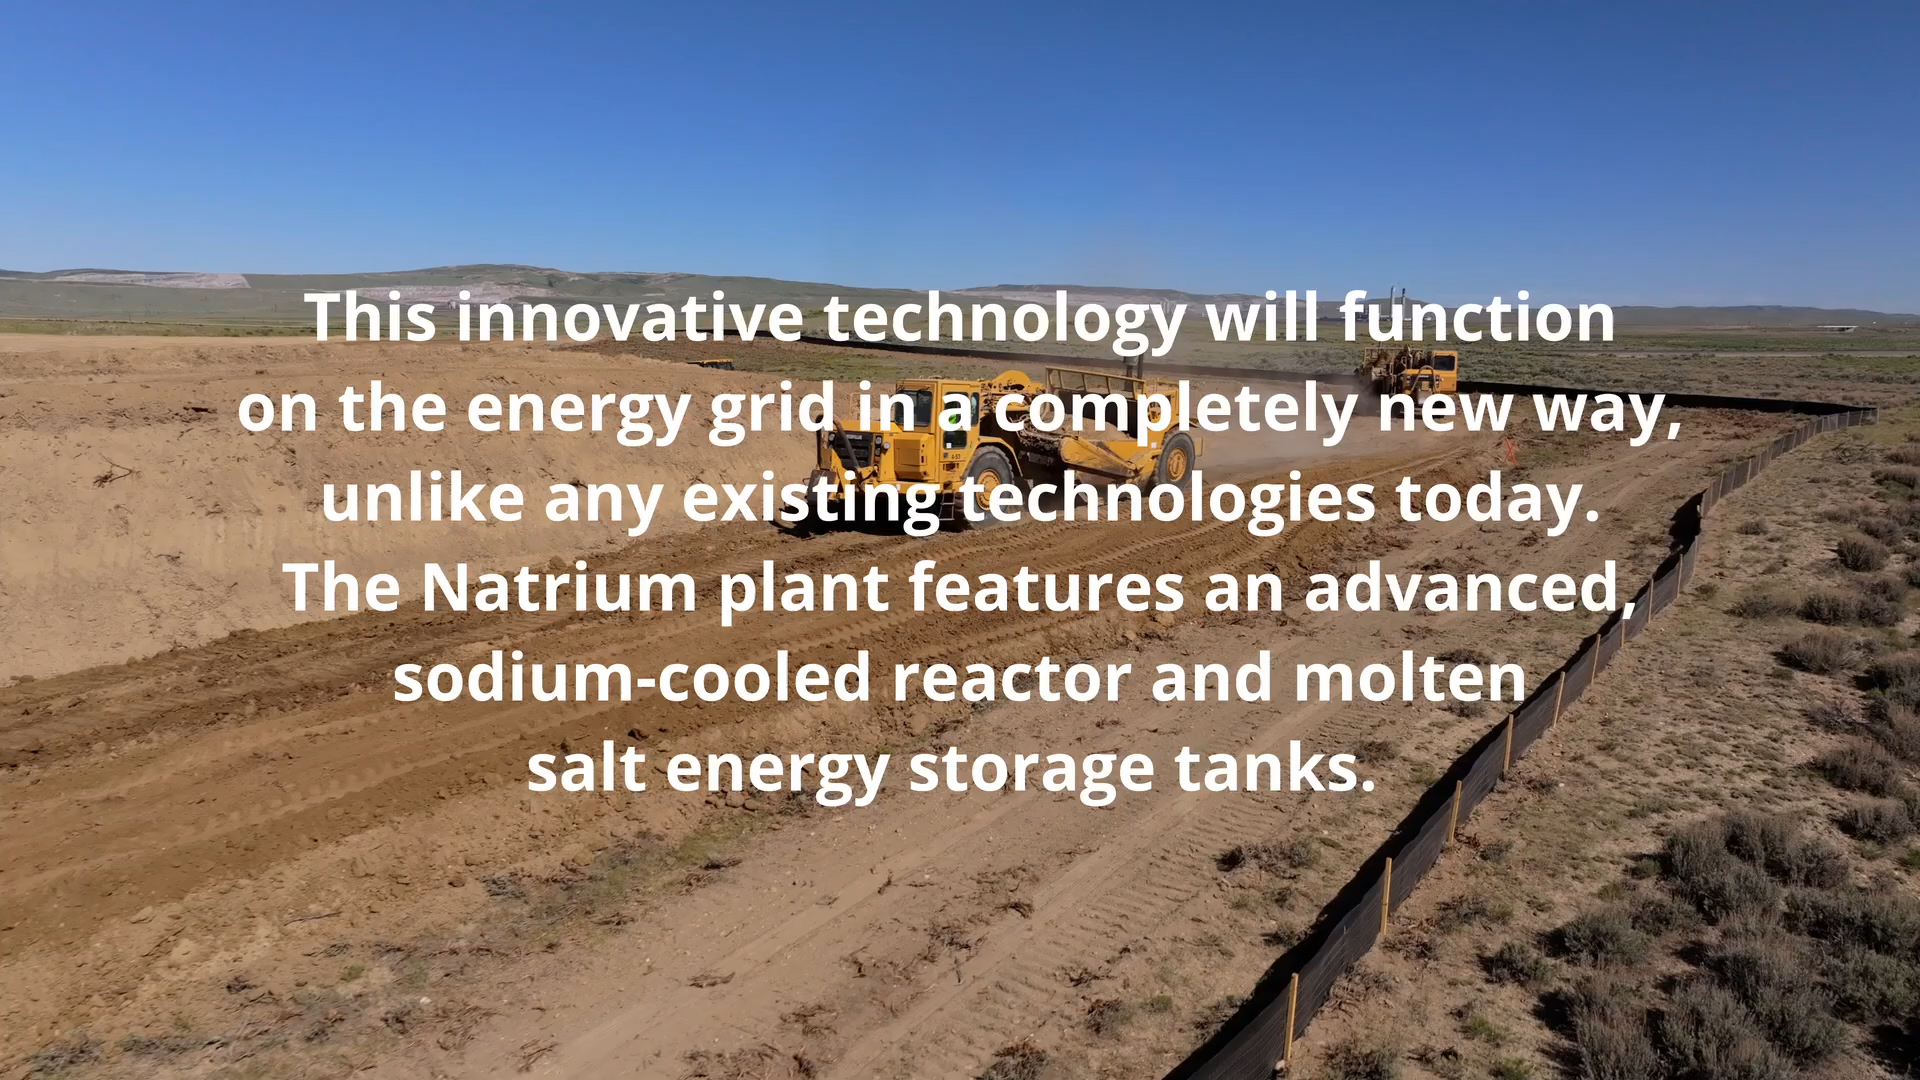 This innovative technology will function
on the energy grid in a completely new way,
unlike any existing technologies today.
The Natrium plant features an advanced,
sodium-cooled reactor and molten
salt energy storage tanks.